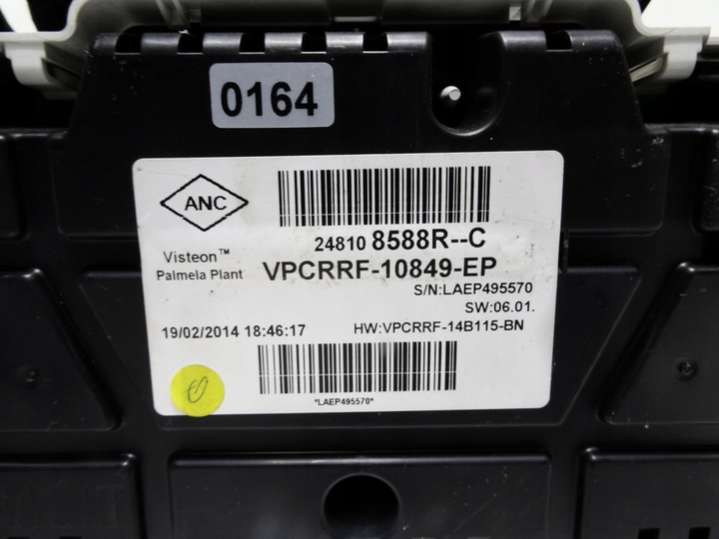 0164
ANC
24810 8588R--C
Visteon™
Palmela Plant
VPCRRF-10849-EP
S/N:LAEP495570
SW:06.01.
19/02/2014 18:46:17
HW:VPCRRF-14B115-BN
*LAEP495570*